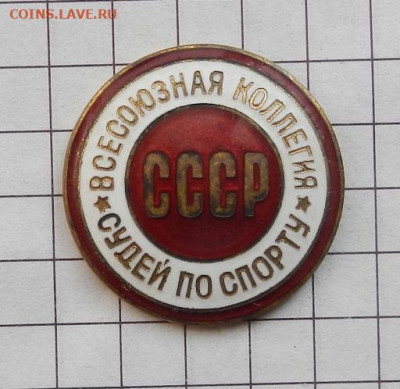 COINS.LAVE.RU
★ ВСЕСОЮЗНАЯ КОЛЛЕГИЯ ★
СССР
СУДЕЙ ПО СПОРТУ